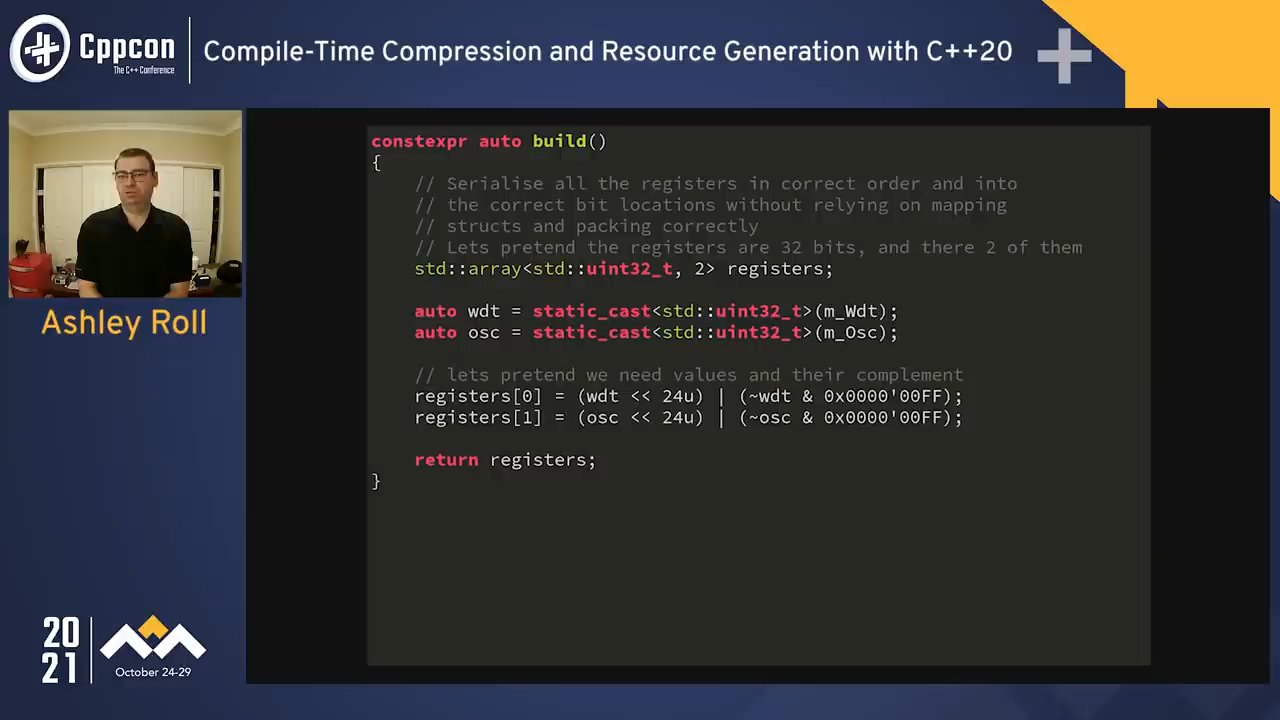 Cppcon
The C++ Conference
Compile-Time Compression and Resource Generation with C++20
constexpr auto build()
{
    // Serialise all the registers in correct order and into
    // the correct bit locations without relying on mapping
    // structs and packing correctly
    // Lets pretend the registers are 32 bits, and there 2 of them
    std::array<std::uint32_t, 2> registers;

    auto wdt = static_cast<std::uint32_t>(m_Wdt);
    auto osc = static_cast<std::uint32_t>(m_Osc);

    // lets pretend we need values and their complement
    registers[0] = (wdt << 24u) | (~wdt & 0x0000'00FF);
    registers[1] = (osc << 24u) | (~osc & 0x0000'00FF);

    return registers;
}
Ashley Roll
20
21
October 24-29